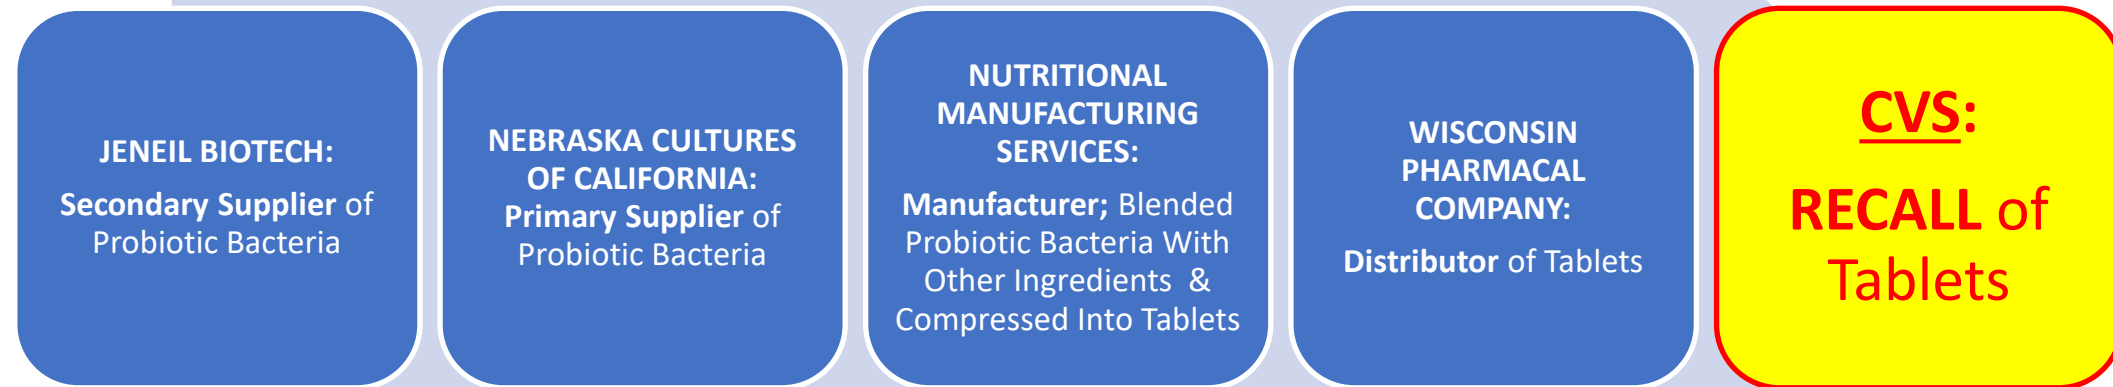 JENEIL BIOTECH:
Secondary Supplier of
Probiotic Bacteria
NEBRASKA CULTURES
OF CALIFORNIA:
Primary Supplier of
Probiotic Bacteria
NUTRITIONAL
MANUFACTURING
SERVICES:
Manufacturer; Blended
Probiotic Bacteria With
Other Ingredients &
Compressed Into Tablets
WISCONSIN
PHARMACAL
COMPANY:
Distributor of Tablets
CVS:
RECALL of
Tablets